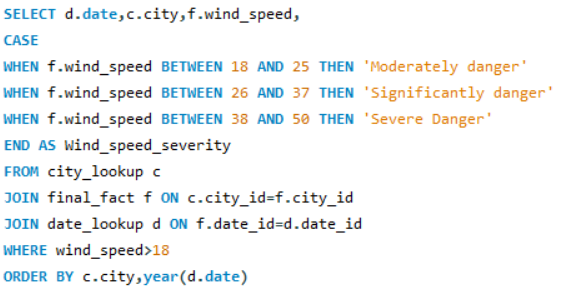 SELECT d.date,c.city,f.wind_speed,
CASE
WHEN f.wind_speed BETWEEN 18 AND 25 THEN 'Moderately danger'
WHEN f.wind_speed BETWEEN 26 AND 37 THEN 'Significantly danger'
WHEN f.wind_speed BETWEEN 38 AND 50 THEN 'Severe Danger'
END AS Wind_speed_severity
FROM city_lookup c
JOIN final_fact f ON c.city_id=f.city_id
JOIN date_lookup d ON f.date_id=d.date_id
WHERE wind_speed>18
ORDER BY c.city,year(d.date)